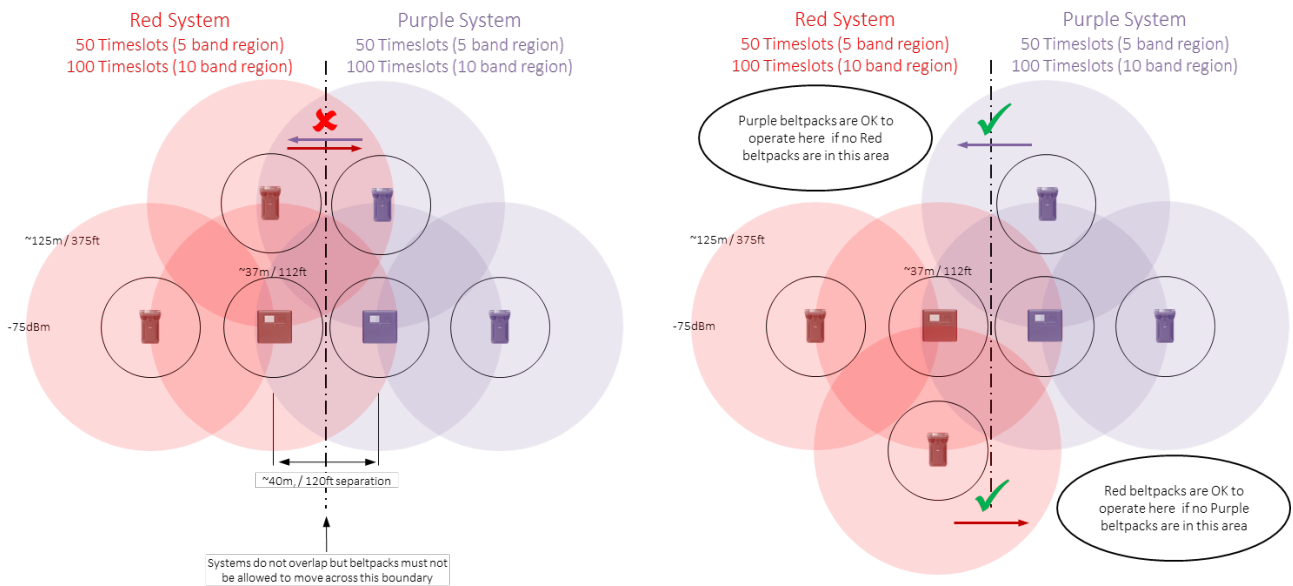 Red System
50 Timeslots (5 band region)
100 Timeslots (10 band region)
Purple System
50 Timeslots (5 band region)
100 Timeslots (10 band region)
~125m / 375ft
~37m / 112ft
-75dBm
~40m, / 120ft separation
Systems do not overlap but beltpacks must not
be allowed to move across this boundary
Red System
50 Timeslots (5 band region)
100 Timeslots (10 band region)
Purple System
50 Timeslots (5 band region)
100 Timeslots (10 band region)
Purple beltpacks are OK to
operate here if no Red
beltpacks are in this area
~125m / 375ft
~37m / 112ft
-75dBm
Red beltpacks are OK to
operate here if no Purple
beltpacks are in this area